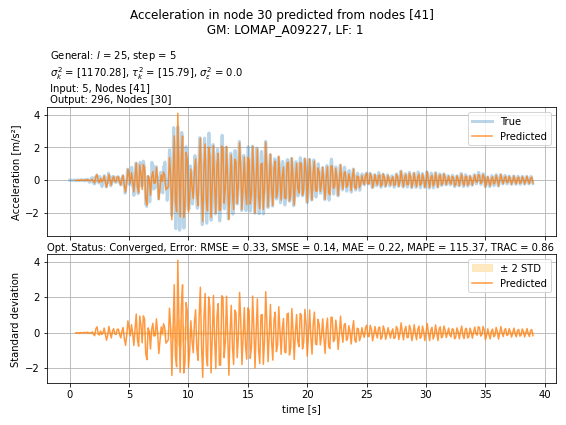 Acceleration in node 30 predicted from nodes [41]
GM: LOMAP_A09227, LF: 1
General: l = 25, step = 5
σ²ₖ = [1170.28], τ²ₖ = [15.79], σ²ε = 0.0
Input: 5, Nodes [41]
Output: 296, Nodes [30]
Acceleration [m/s²]
4
2
0
−2
True
Predicted
Opt. Status: Converged, Error: RMSE = 0.33, SMSE = 0.14, MAE = 0.22, MAPE = 115.37, TRAC = 0.86
Standard deviation
4
2
0
−2
± 2 STD
Predicted
0 5 10 15 20 25 30 35 40
time [s]